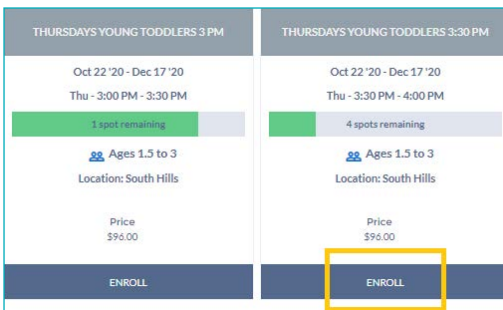 THURSDAYS YOUNG TODDLERS 3 PM
Oct 22 '20 - Dec 17 '20
Thu - 3:00 PM - 3:30 PM
1 spot remaining
Ages 1.5 to 3
Location: South Hills
Price
$96.00
ENROLL
THURSDAYS YOUNG TODDLERS 3:30 PM
Oct 22 '20 - Dec 17 '20
Thu - 3:30 PM - 4:00 PM
4 spots remaining
Ages 1.5 to 3
Location: South Hills
Price
$96.00
ENROLL